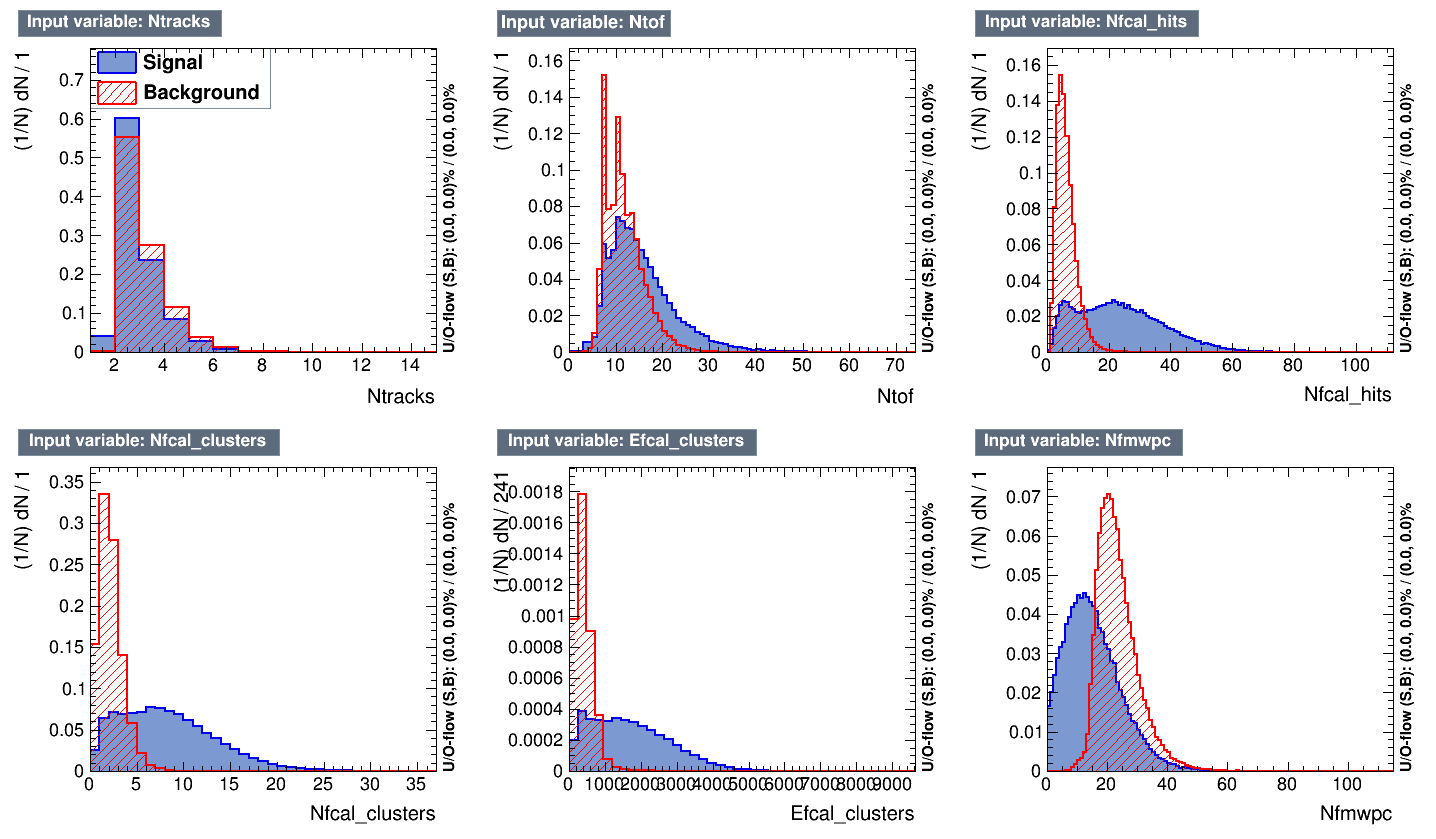 Input variable: Ntracks
(1/N) dN / 1
Signal
Background
0.7
0.6
0.5
0.4
0.3
0.2
0.1
0
2 4 6 8 10 12 14
Ntracks
U/O-flow (S,B): (0.0, 0.0)% / (0.0, 0.0)%
Input variable: Ntof
(1/N) dN / 1
0.16
0.14
0.12
0.1
0.08
0.06
0.04
0.02
0
0 10 20 30 40 50 60 70
Ntof
U/O-flow (S,B): (0.0, 0.0)% / (0.0, 0.0)%
Input variable: Nfcal_hits
(1/N) dN / 1
0.16
0.14
0.12
0.1
0.08
0.06
0.04
0.02
0
0 20 40 60 80 100
Nfcal_hits
U/O-flow (S,B): (0.0, 0.0)% / (0.0, 0.0)%
Input variable: Nfcal_clusters
(1/N) dN / 1
0.35
0.3
0.25
0.2
0.15
0.1
0.05
0
0 5 10 15 20 25 30 35
Nfcal_clusters
U/O-flow (S,B): (0.0, 0.0)% / (0.0, 0.0)%
Input variable: Efcal_clusters
(1/N) dN / 241
0.0018
0.0016
0.0014
0.0012
0.001
0.0008
0.0006
0.0004
0.0002
0
0 1000 2000 3000 4000 5000 6000 7000 8000 9000
Efcal_clusters
U/O-flow (S,B): (0.0, 0.0)% / (0.0, 0.0)%
Input variable: Nfmwpc
(1/N) dN / 1
0.07
0.06
0.05
0.04
0.03
0.02
0.01
0
0 20 40 60 80 100
Nfmwpc
U/O-flow (S,B): (0.0, 0.0)% / (0.0, 0.0)%